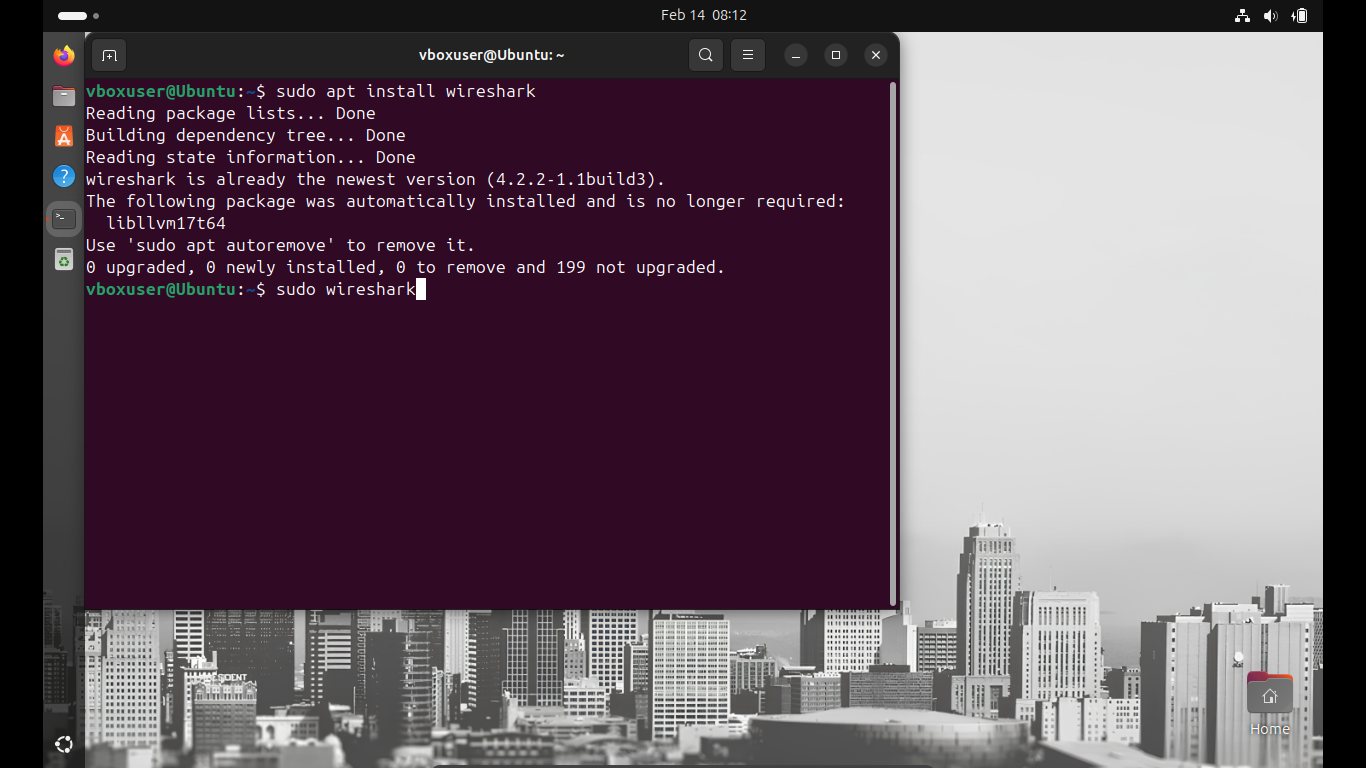 Feb 14 08:12
vboxuser@Ubuntu: ~
vboxuser@Ubuntu:~$ sudo apt install wireshark
Reading package lists... Done
Building dependency tree... Done
Reading state information... Done
wireshark is already the newest version (4.2.2-1.1build3).
The following package was automatically installed and is no longer required:
  libllvm17t64
Use 'sudo apt autoremove' to remove it.
0 upgraded, 0 newly installed, 0 to remove and 199 not upgraded.
vboxuser@Ubuntu:~$ sudo wireshark
Home